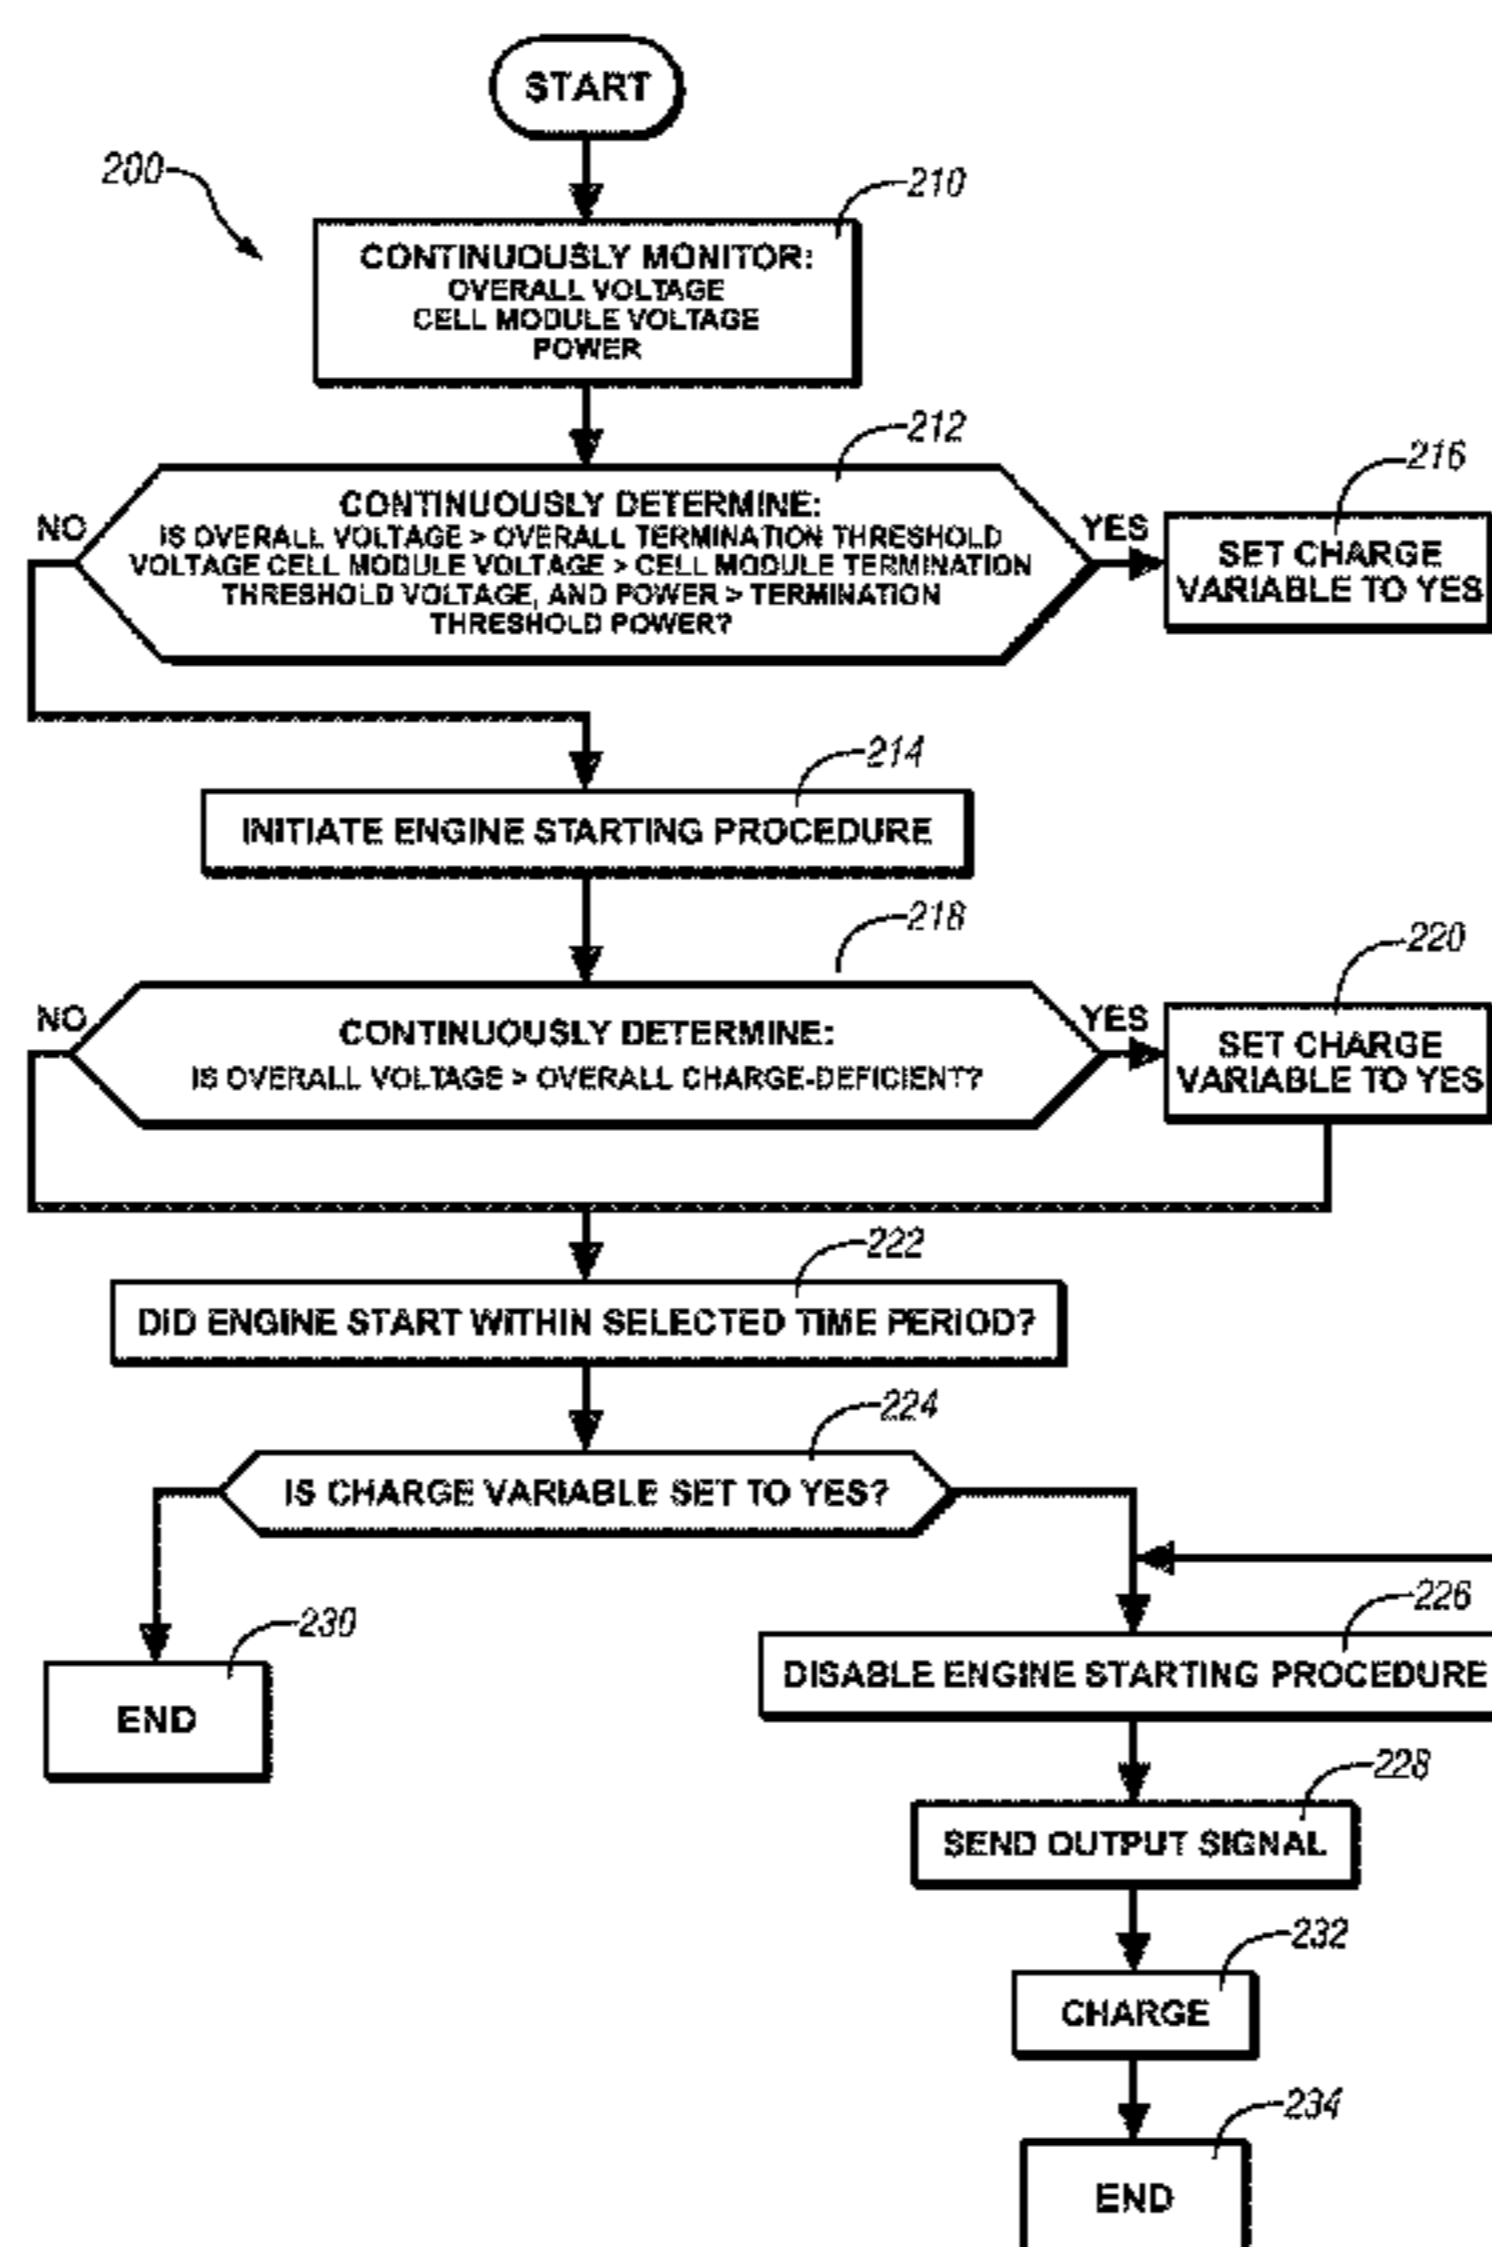 START
200
210
CONTINUOUSLY MONITOR:
OVERALL VOLTAGE
CELL MODULE VOLTAGE
POWER
212
CONTINUOUSLY DETERMINE:
IS OVERALL VOLTAGE > OVERALL TERMINATION THRESHOLD
VOLTAGE CELL MODULE VOLTAGE > CELL MODULE TERMINATION
THRESHOLD VOLTAGE, AND POWER > TERMINATION
THRESHOLD POWER?
NO
YES
216
SET CHARGE
VARIABLE TO YES
214
INITIATE ENGINE STARTING PROCEDURE
218
CONTINUOUSLY DETERMINE:
IS OVERALL VOLTAGE > OVERALL CHARGE-DEFICIENT?
NO
YES
220
SET CHARGE
VARIABLE TO YES
222
DID ENGINE START WITHIN SELECTED TIME PERIOD?
224
IS CHARGE VARIABLE SET TO YES?
230
END
226
DISABLE ENGINE STARTING PROCEDURE
228
SEND OUTPUT SIGNAL
232
CHARGE
234
END